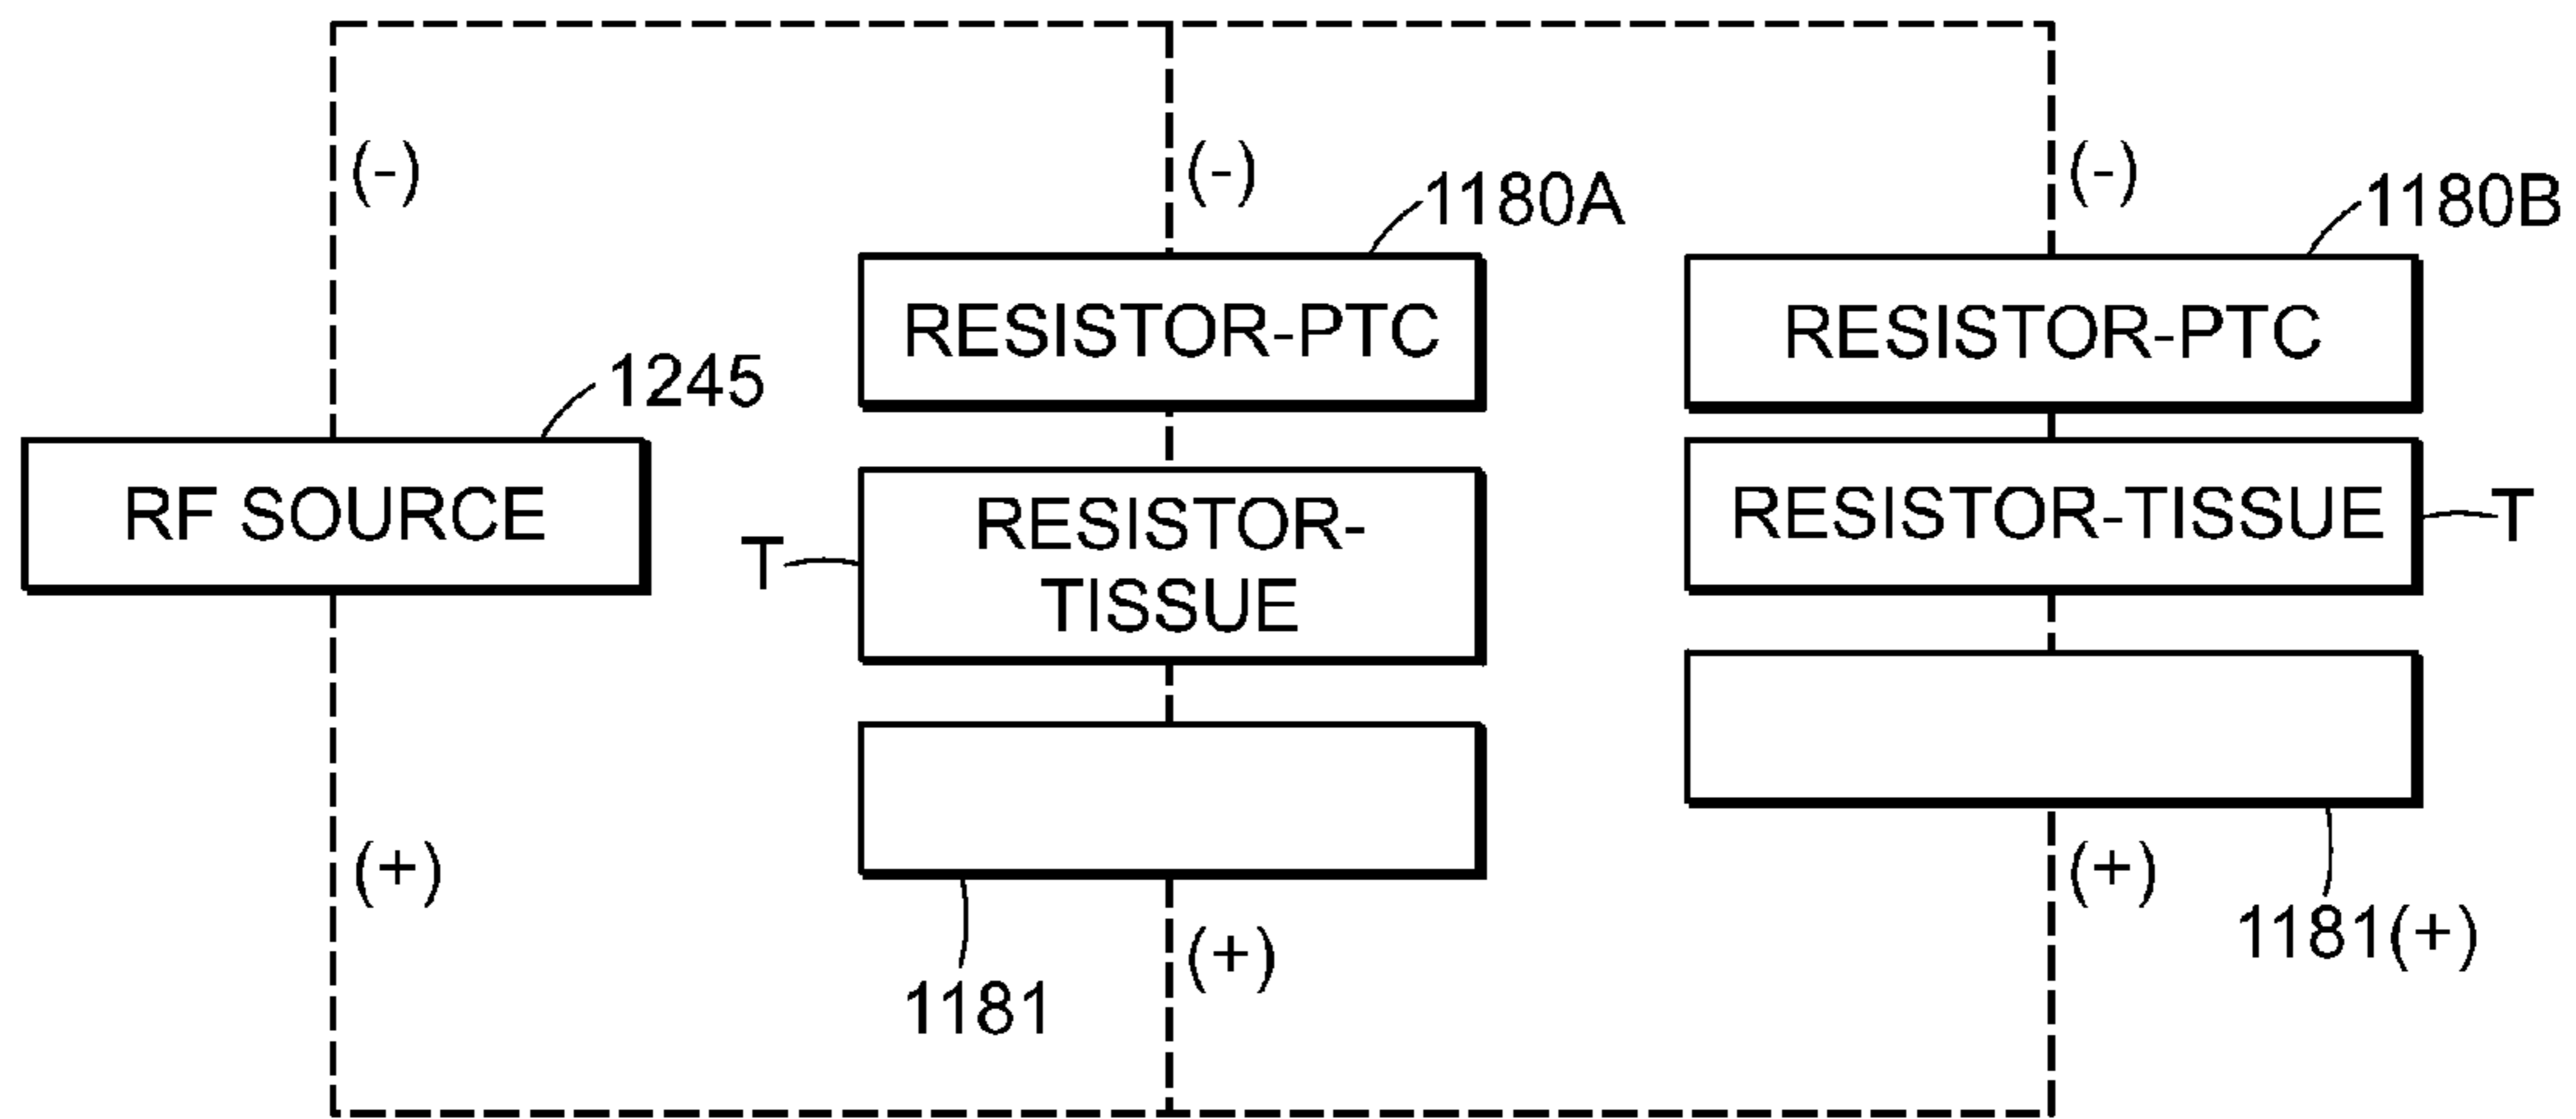 (-)
(-)
(-)
1180A
1180B
RESISTOR-PTC
RESISTOR-PTC
1245
RF SOURCE
T
RESISTOR-
TISSUE
RESISTOR-TISSUE
T
(+)
1181
(+)
(+)
1181(+)